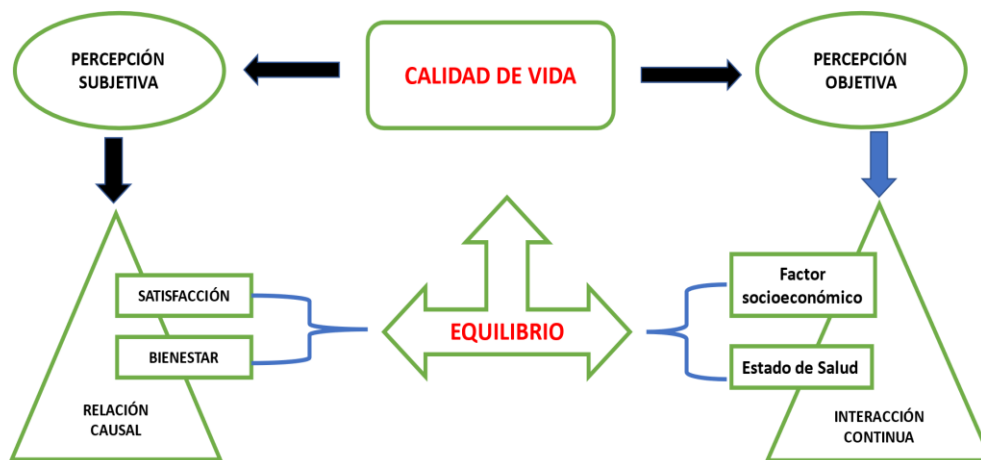 PERCEPCIÓN
SUBJETIVA
CALIDAD DE VIDA
PERCEPCIÓN
OBJETIVA
SATISFACCIÓN
BIENESTAR
RELACIÓN
CAUSAL
EQUILIBRIO
Factor
socioeconómico
Estado de Salud
INTERACCIÓN
CONTINUA